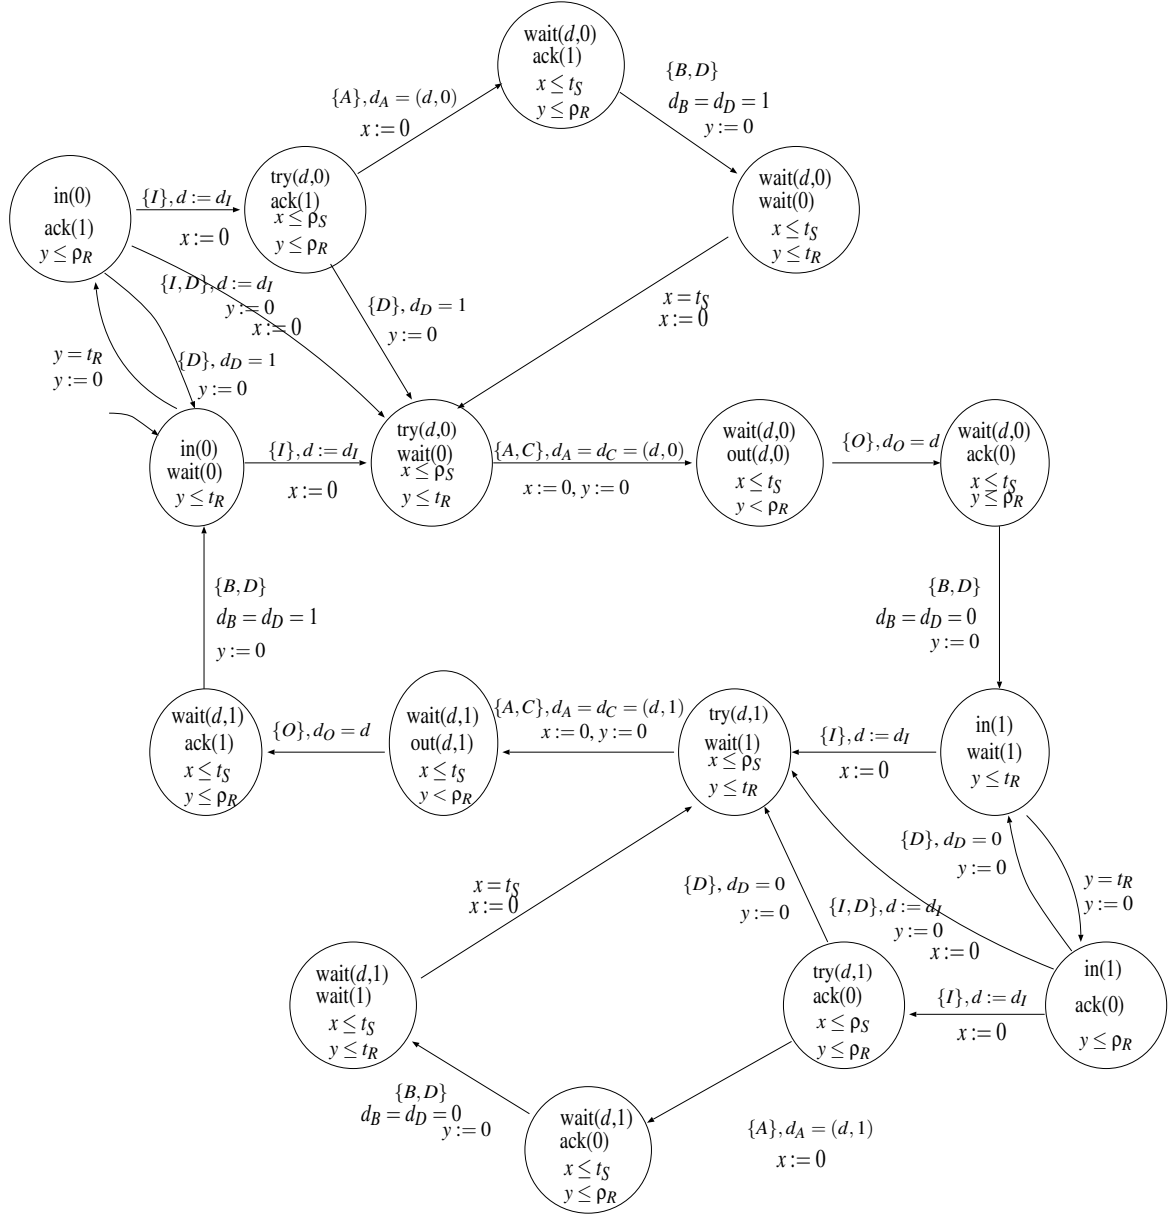 wait(d,0)
ack(1)
x ≤ t_S
y ≤ ρ_R
{A}, d_A = (d,0)
x := 0
{B,D}
d_B = d_D = 1
y := 0
in(0)
ack(1)
y ≤ ρ_R
{I}, d := d_I
x := 0
try(d,0)
ack(1)
x ≤ ρ_S
y ≤ ρ_R
wait(d,0)
wait(0)
x ≤ t_S
y ≤ t_R
{I,D}, d := d_I
y := 0
x := 0
{D}, d_D = 1
y := 0
x = t_S
x := 0
y = t_R
y := 0
{D}, d_D = 1
y := 0
in(0)
wait(0)
y ≤ t_R
{I}, d := d_I
x := 0
try(d,0)
wait(0)
x ≤ ρ_S
y ≤ t_R
{A,C}, d_A = d_C = (d,0)
x := 0, y := 0
wait(d,0)
out(d,0)
x ≤ t_S
y < ρ_R
{O}, d_O = d
wait(d,0)
ack(0)
x ≤ t_S
y ≤ ρ_R
{B,D}
d_B = d_D = 1
y := 0
{B,D}
d_B = d_D = 0
y := 0
wait(d,1)
ack(1)
x ≤ t_S
y ≤ ρ_R
{O}, d_O = d
wait(d,1)
out(d,1)
x ≤ t_S
y < ρ_R
{A,C}, d_A = d_C = (d,1)
x := 0, y := 0
try(d,1)
wait(1)
x ≤ ρ_S
y ≤ t_R
{I}, d := d_I
x := 0
in(1)
wait(1)
y ≤ t_R
x = t_S
x := 0
{D}, d_D = 0
y := 0
{I,D}, d := d_I
y := 0
x := 0
{D}, d_D = 0
y := 0
y = t_R
y := 0
wait(d,1)
wait(1)
x ≤ t_S
y ≤ t_R
try(d,1)
ack(0)
x ≤ ρ_S
y ≤ ρ_R
{I}, d := d_I
x := 0
in(1)
ack(0)
y ≤ ρ_R
{B,D}
d_B = d_D = 0
y := 0
wait(d,1)
ack(0)
x ≤ t_S
y ≤ ρ_R
{A}, d_A = (d,1)
x := 0